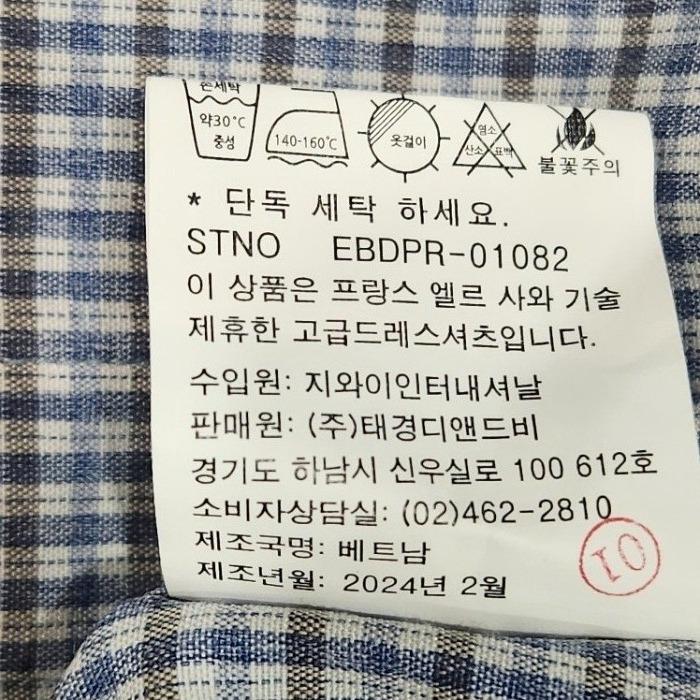 손세탁
약30℃
중성
140-160℃
옷걸이
염소
산소 표백
불꽃주의
* 단독 세탁 하세요.
STNO EBDPR-01082
이 상품은 프랑스 엘르 사와 기술
제휴한 고급드레스셔츠입니다.
수입원: 지와이인터내셔날
판매원: (주)태경디앤드비
경기도 하남시 신우실로 100 612호
소비자상담실: (02)462-2810
제조국명: 베트남
제조년월: 2024년 2월
10